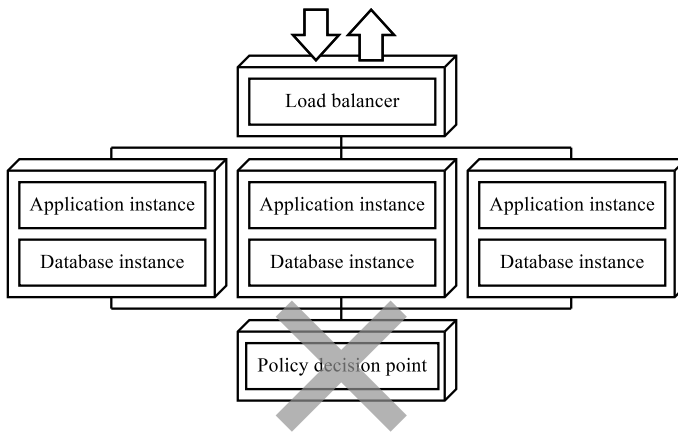 Load balancer
Application instance
Database instance
Application instance
Database instance
Application instance
Database instance
Policy decision point